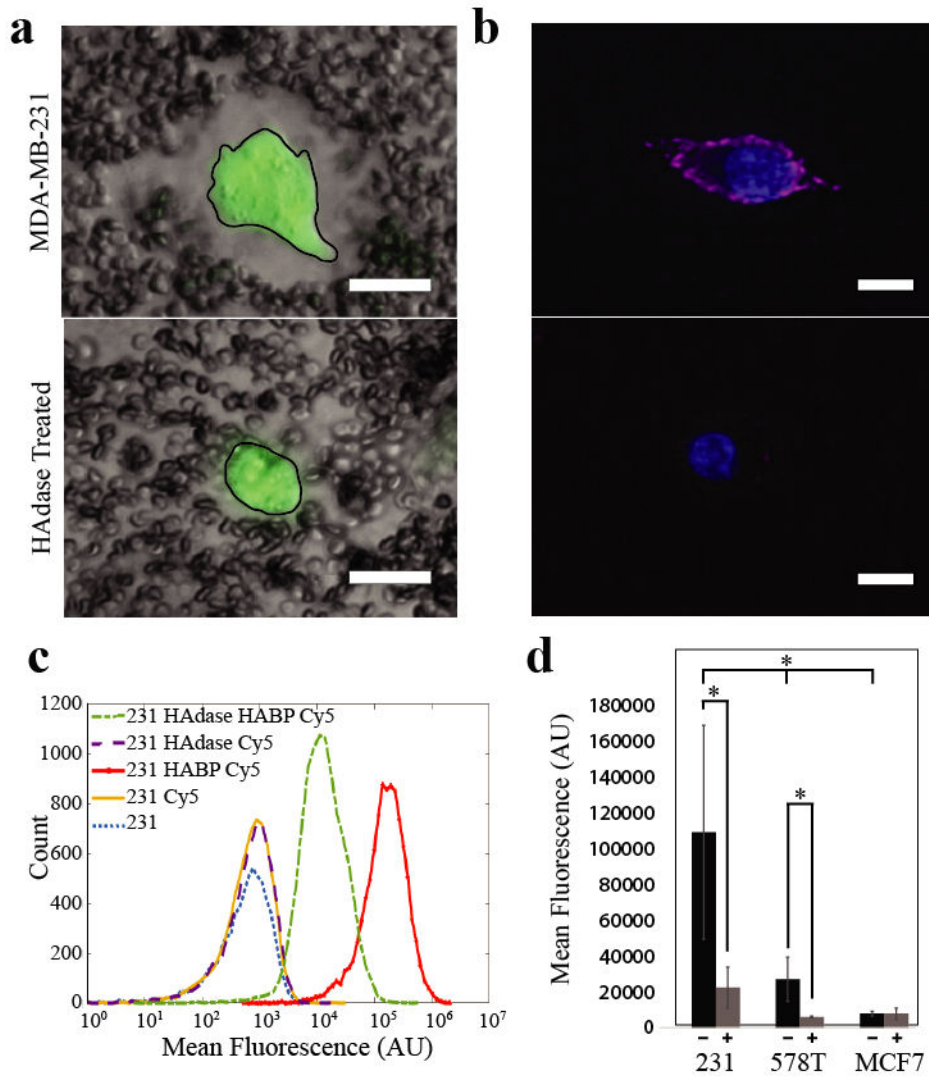 a
b
MDA-MB-231
HAdase Treated
c
1200
1000
800
600
400
200
0
Count
231 HAdase HABP Cy5
231 HAdase Cy5
231 HABP Cy5
231 Cy5
231
10⁰ 10¹ 10² 10³ 10⁴ 10⁵ 10⁶ 10⁷
Mean Fluorescence (AU)
d
*
*
*
180000
160000
140000
120000
100000
80000
60000
40000
20000
0
Mean Fluorescence (AU)
- + - + - +
231 578T MCF7